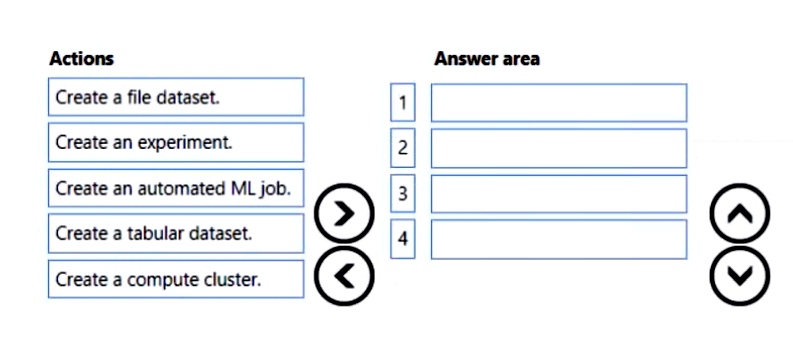 Actions
Answer area
Create a file dataset.
Create an experiment.
Create an automated ML job.
Create a tabular dataset.
Create a compute cluster.
1
2
3
4